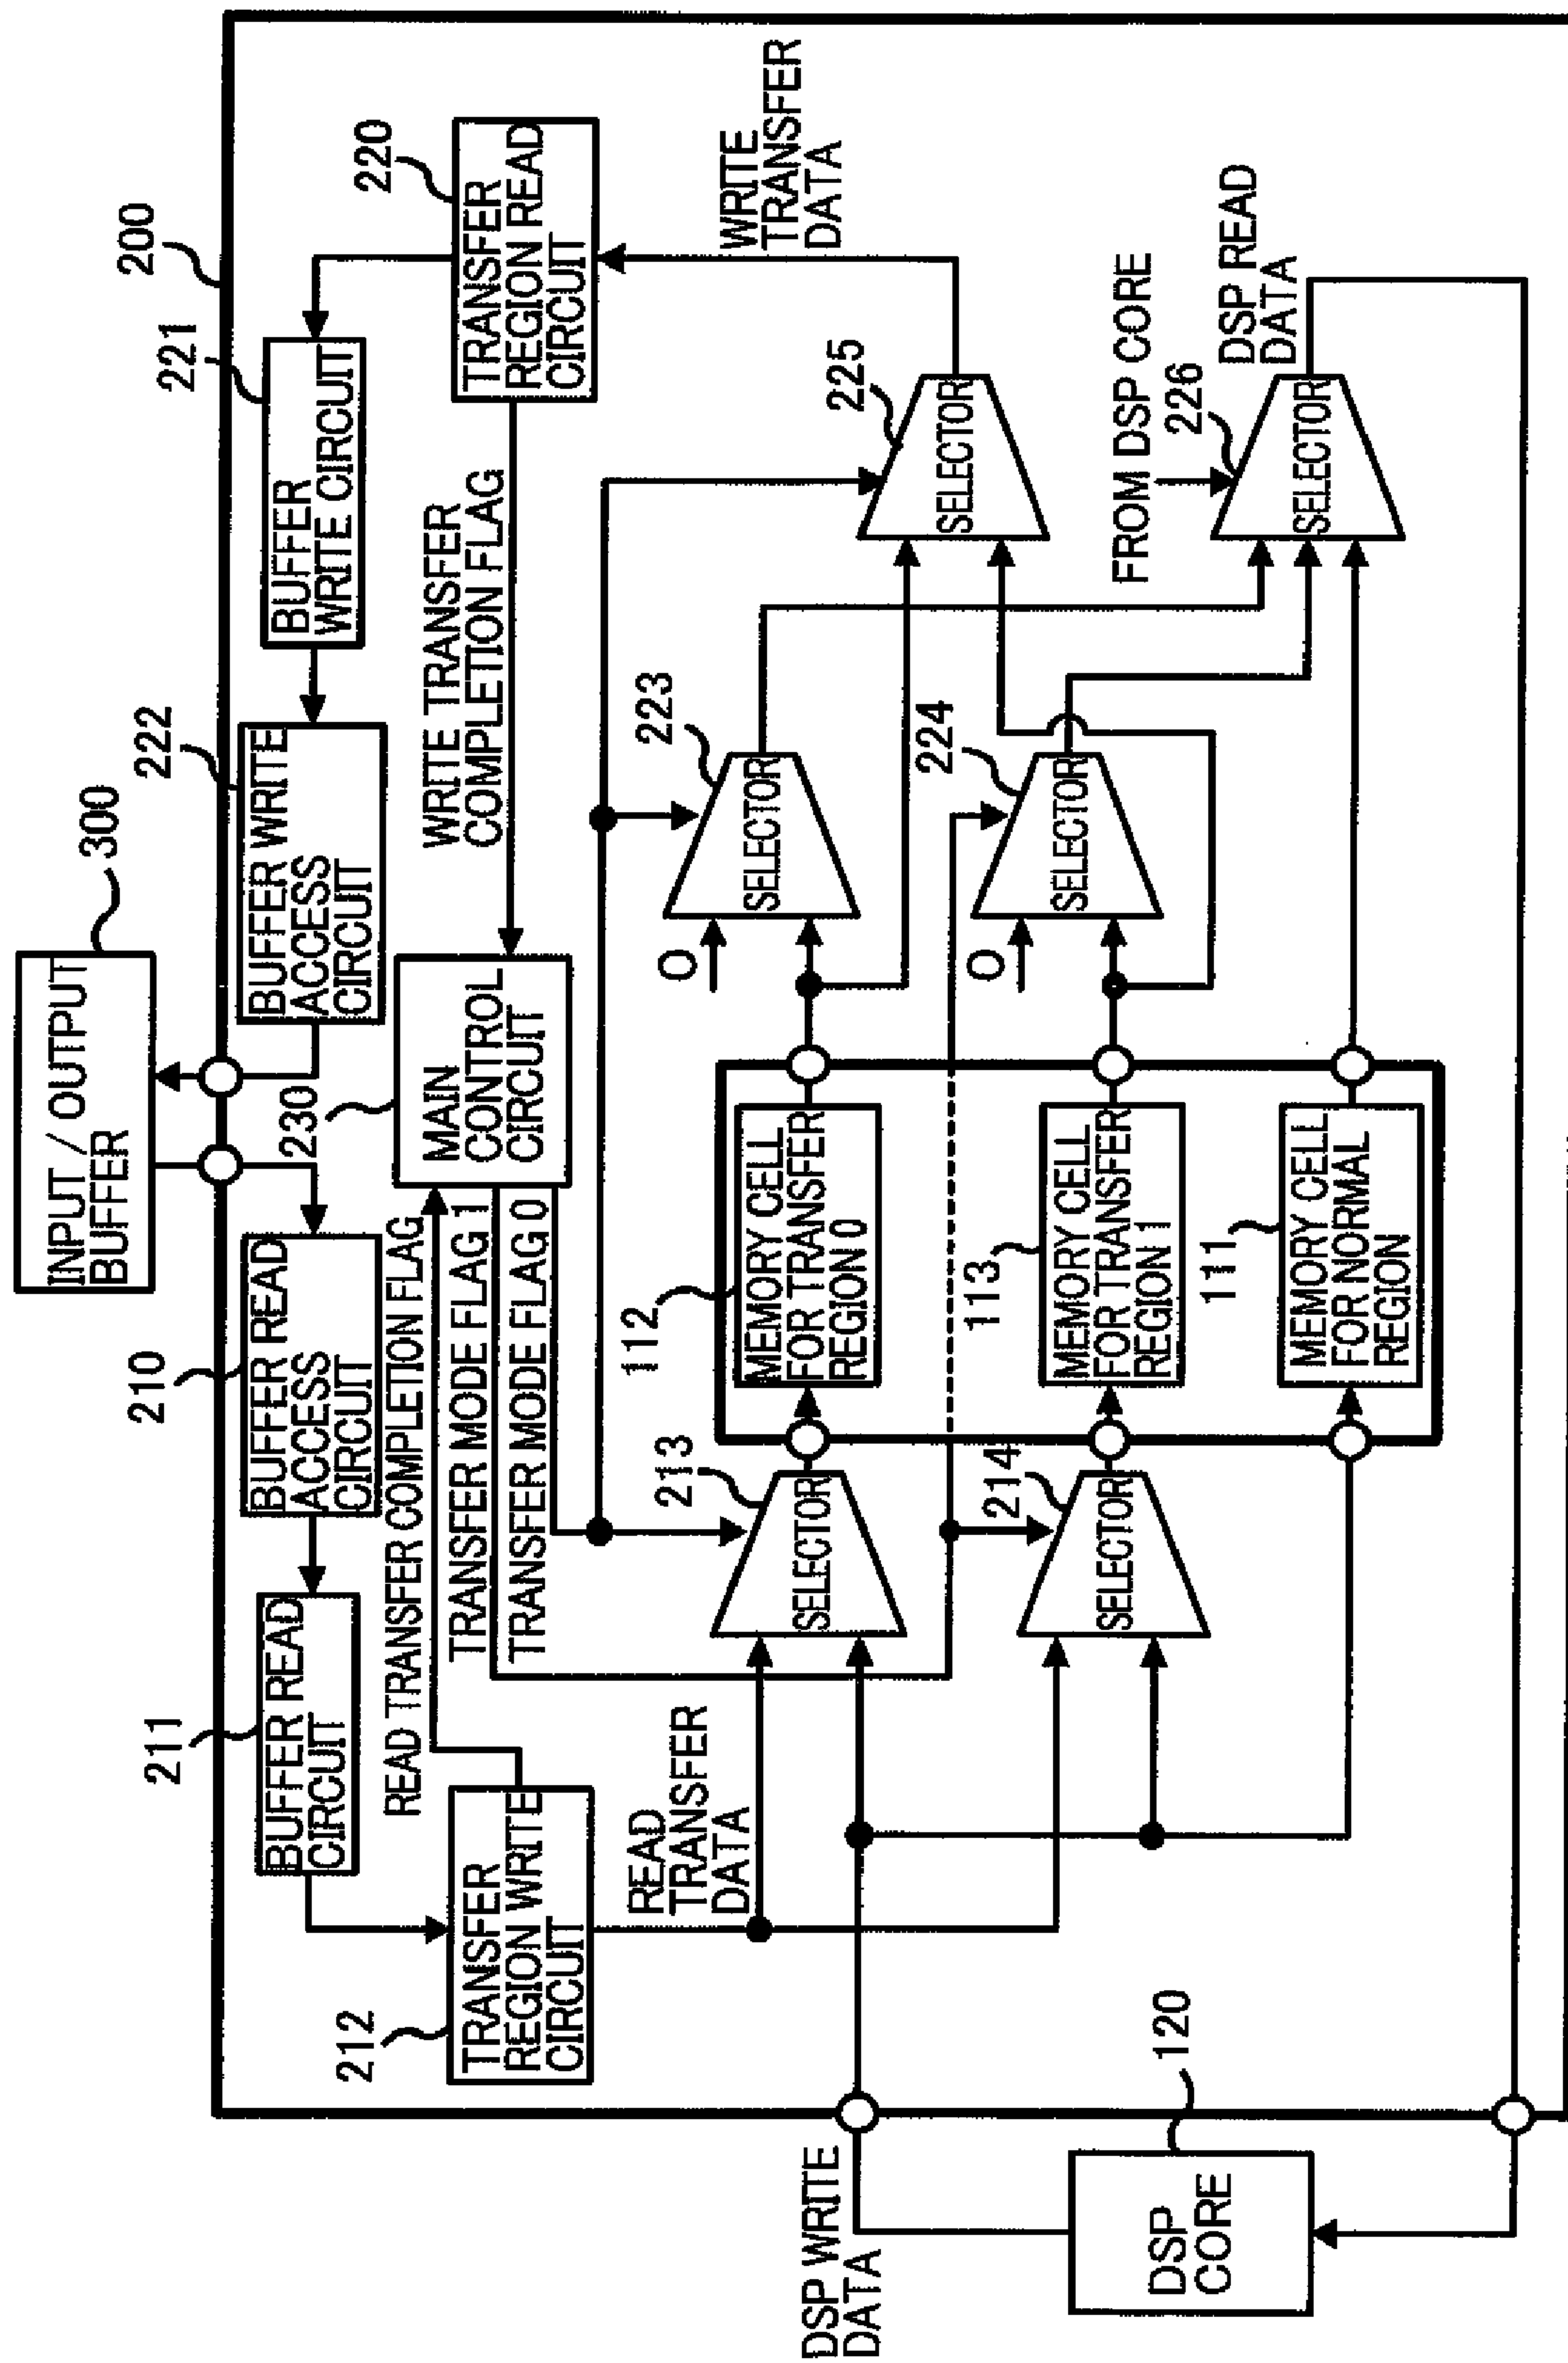 INPUT / OUTPUT
BUFFER
300
200
211
BUFFER READ
CIRCUIT
210
BUFFER READ
ACCESS
CIRCUIT
222
BUFFER WRITE
ACCESS
CIRCUIT
221
BUFFER
WRITE CIRCUIT
212
TRANSFER
REGION WRITE
CIRCUIT
READ TRANSFER COMPLETION FLAG
TRANSFER MODE FLAG 1
TRANSFER MODE FLAG 0
230
MAIN
CONTROL
CIRCUIT
WRITE TRANSFER
COMPLETION FLAG
220
TRANSFER
REGION READ
CIRCUIT
READ
TRANSFER
DATA
213
SELECTOR
112
MEMORY CELL
FOR TRANSFER
REGION 0
0
223
SELECTOR
WRITE
TRANSFER
DATA
225
SELECTOR
214
SELECTOR
113
MEMORY CELL
FOR TRANSFER
REGION 1
0
224
SELECTOR
111
MEMORY CELL
FOR NORMAL
REGION
FROM DSP CORE
226
SELECTOR
DSP READ
DATA
DSP WRITE
DATA
120
DSP
CORE